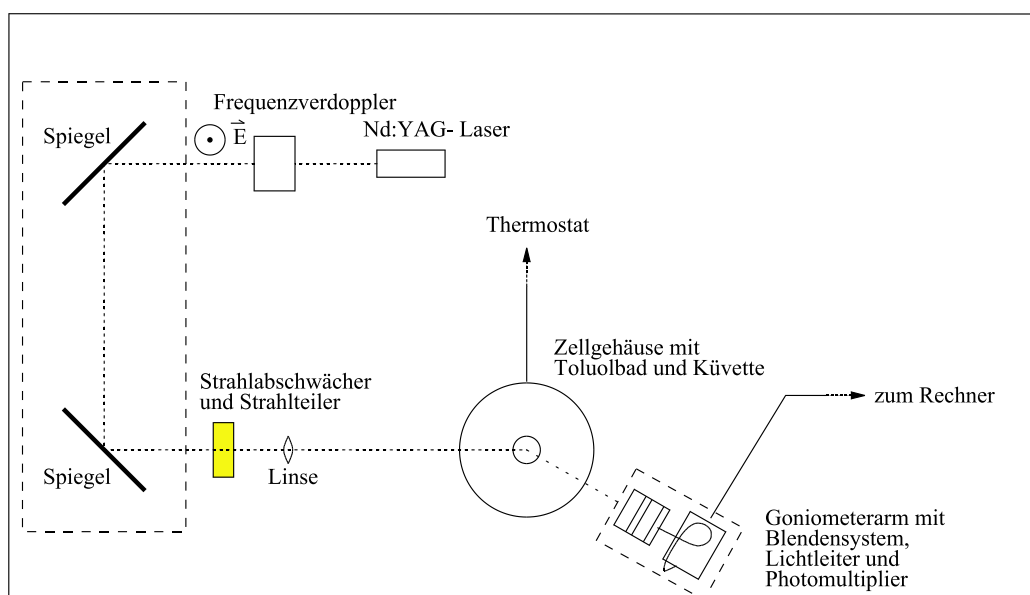 Frequenzverdoppler
Spiegel
E
Nd:YAG- Laser
Thermostat
Zellgehäuse mit
Toluolbad und Küvette
Strahlabschwächer
und Strahlteiler
zum Rechner
Spiegel
Linse
Goniometerarm mit
Blendensystem,
Lichtleiter und
Photomultiplier